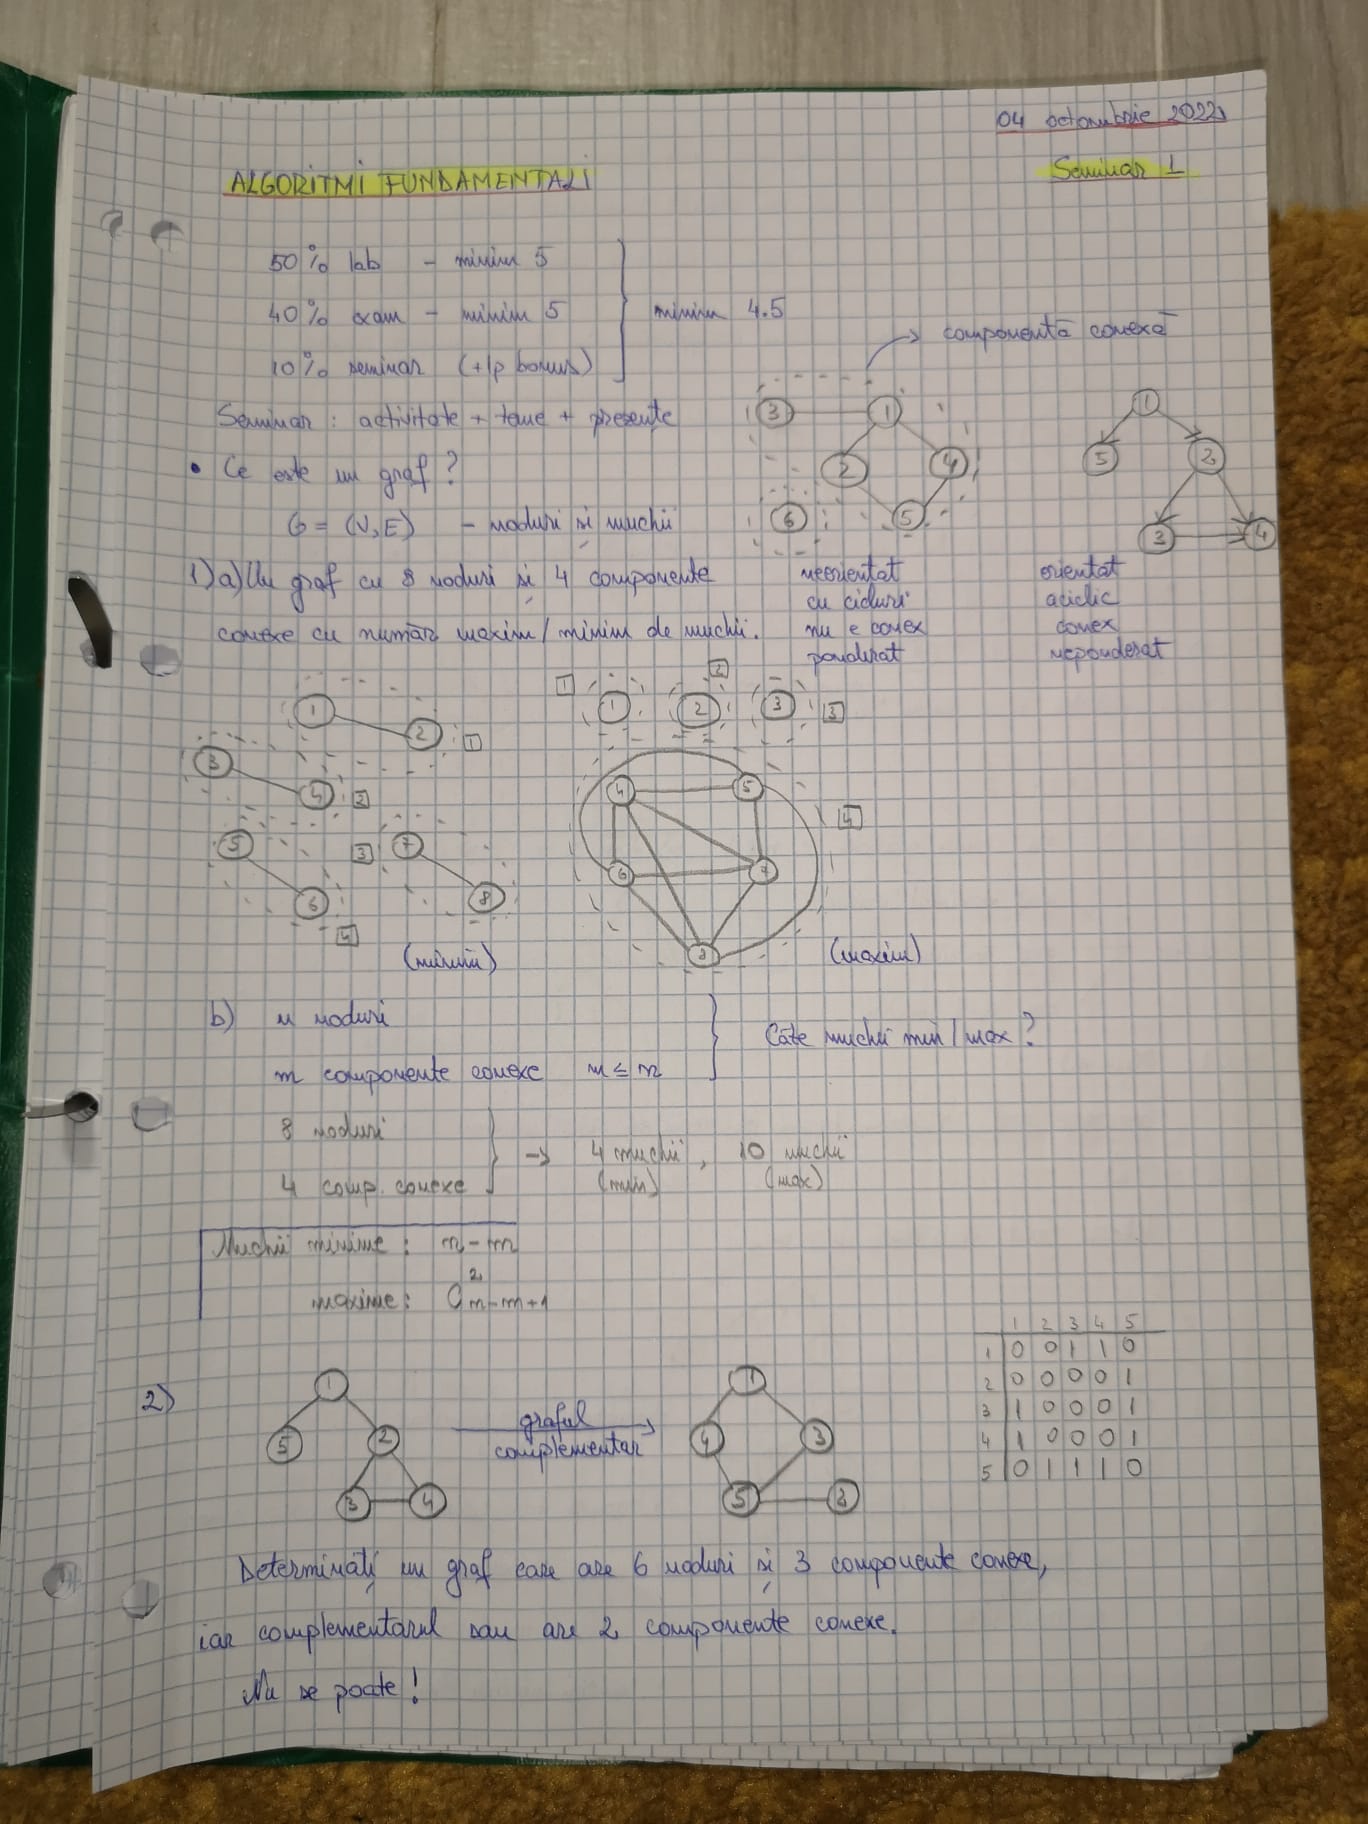 04 octombrie 2022
ALGORITMI FUNDAMENTALI
Seminar 1
50% lab - minim 5
40% exam - minim 5
10% seminar (+1p bonus)
minim 4.5
componentă conexă
Seminar: activitate + teme + prezențe
3 1
2 4
6 5
1
5 2
3 4
• Ce este un graf?
G = (V,E) - noduri și muchii
neorientat
cu cicluri
nu e conex
ponderat
orientat
aciclic
conex
neponderat
1) a) Un graf cu 8 noduri și 4 componente
conexe cu număr maxim / minim de muchii.
1 2 1
3 4 2
5 3 7
6 4 8
(minim)
1 1 2 2 3 3
4 5 4
6 7
8
(maxim)
b) n noduri
m componente conexe m ≤ n
Câte muchii min / max?
8 noduri
4 comp. conexe
→ 4 muchii, 10 muchii
(min) (max)
Muchii minime: n-m
maxime: C²n-m+1
2)
1
5 2
3 4
graful
complementar
1
4 3
5 2
1 2 3 4 5
1 0 0 1 1 0
2 0 0 0 0 1
3 1 0 0 0 1
4 1 0 0 0 1
5 0 1 1 1 0
Determinați un graf care are 6 noduri și 3 componente conexe,
iar complementarul sau are 2 componente conexe.
Nu se poate!